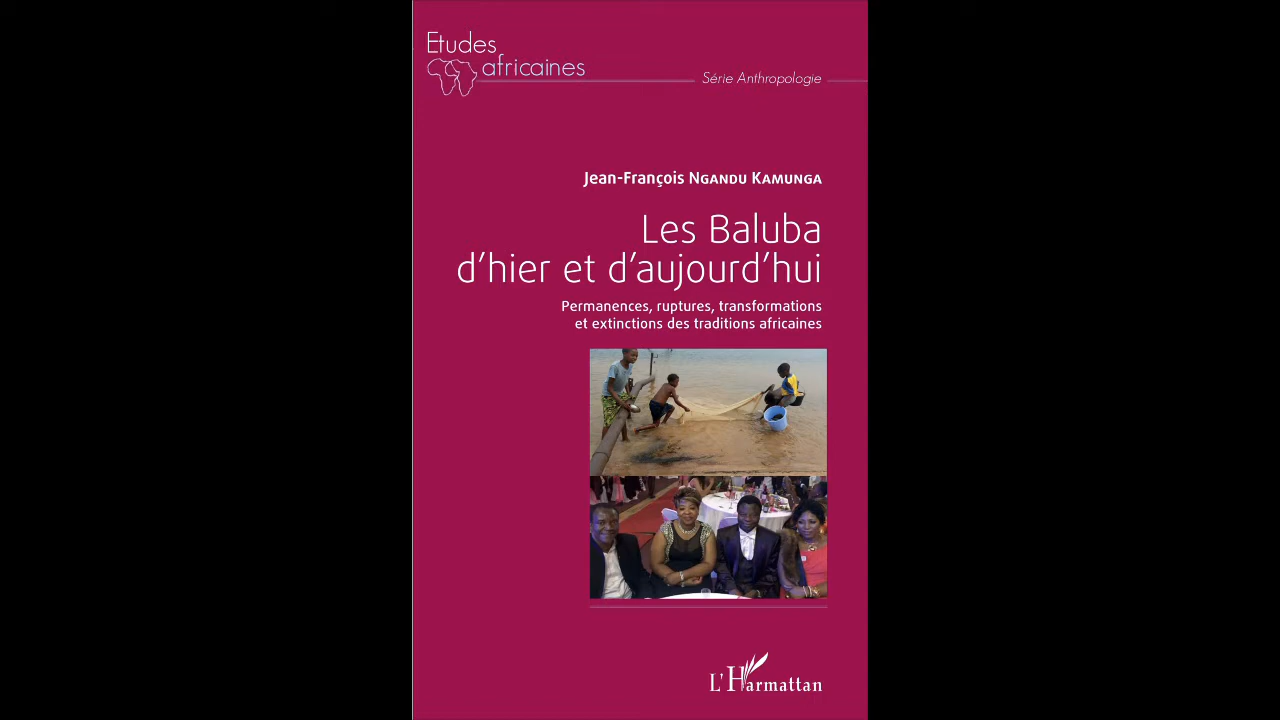 Etudes
africaines
Série Anthropologie
Jean-François NGANDU KAMUNGA
Les Baluba
d’hier et d’aujourd’hui
Permanences, ruptures, transformations
et extinctions des traditions africaines
L'Harmattan